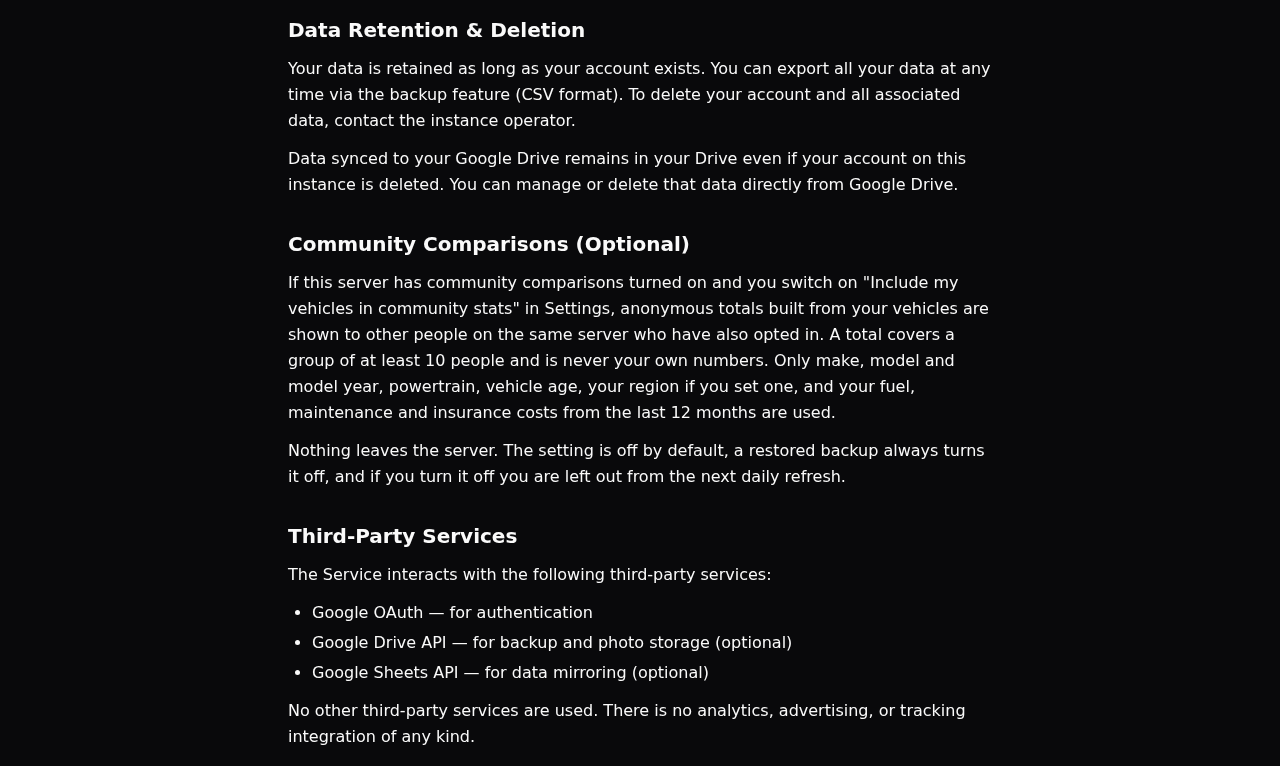 Data Retention & Deletion
Your data is retained as long as your account exists. You can export all your data at any
time via the backup feature (CSV format). To delete your account and all associated
data, contact the instance operator.
Data synced to your Google Drive remains in your Drive even if your account on this
instance is deleted. You can manage or delete that data directly from Google Drive.
Community Comparisons (Optional)
If this server has community comparisons turned on and you switch on "Include my
vehicles in community stats" in Settings, anonymous totals built from your vehicles are
shown to other people on the same server who have also opted in. A total covers a
group of at least 10 people and is never your own numbers. Only make, model and
model year, powertrain, vehicle age, your region if you set one, and your fuel,
maintenance and insurance costs from the last 12 months are used.
Nothing leaves the server. The setting is off by default, a restored backup always turns
it off, and if you turn it off you are left out from the next daily refresh.
Third-Party Services
The Service interacts with the following third-party services:
• Google OAuth — for authentication
• Google Drive API — for backup and photo storage (optional)
• Google Sheets API — for data mirroring (optional)
No other third-party services are used. There is no analytics, advertising, or tracking
integration of any kind.